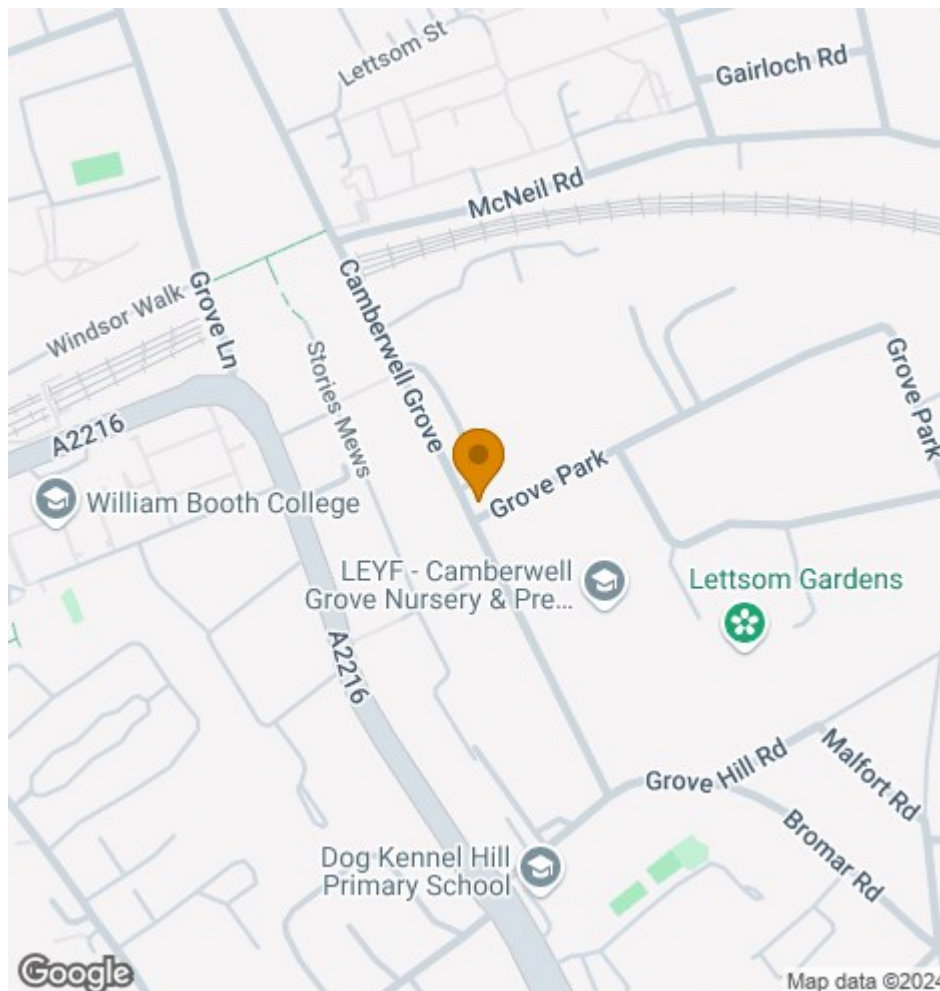 Lettsom St
Gairloch Rd
McNeil Rd
Windsor Walk
Grove Ln
Camberwell Grove
Stories Mews
Grove Park
A2216
William Booth College
Grove Park
LEYF - Camberwell
Grove Nursery & Pre...
Lettsom Gardens
A2216
Grove Hill Rd
Malfort Rd
Bromar Rd
Dog Kennel Hill
Primary School
Google
Map data ©2024